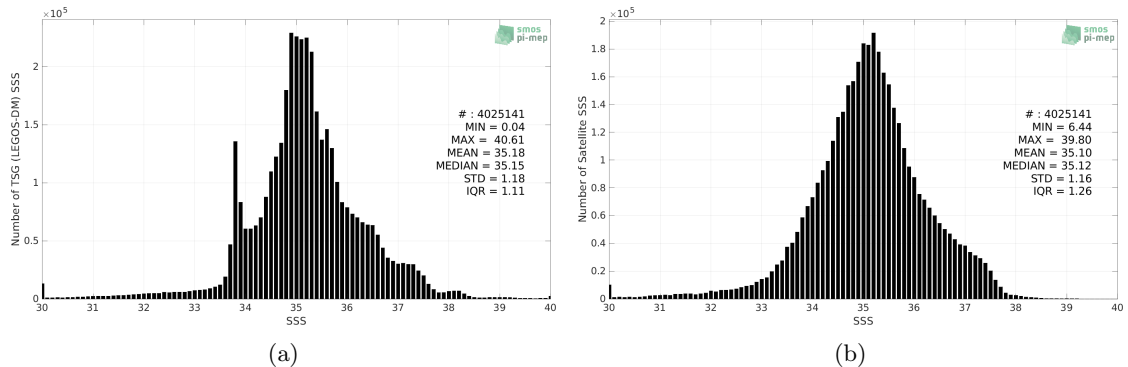 ×10⁵
smos
pi-mep
Number of TSG (LEGOS-DM) SSS
2
1.5
1
0.5
0
# : 4025141
MIN = 0.04
MAX = 40.61
MEAN = 35.18
MEDIAN = 35.15
STD = 1.18
IQR = 1.11
30 31 32 33 34 35 36 37 38 39 40
SSS
(a)
×10⁵
smos
pi-mep
Number of Satellite SSS
2
1.8
1.6
1.4
1.2
1
0.8
0.6
0.4
0.2
0
# : 4025141
MIN = 6.44
MAX = 39.80
MEAN = 35.10
MEDIAN = 35.12
STD = 1.16
IQR = 1.26
30 31 32 33 34 35 36 37 38 39 40
SSS
(b)